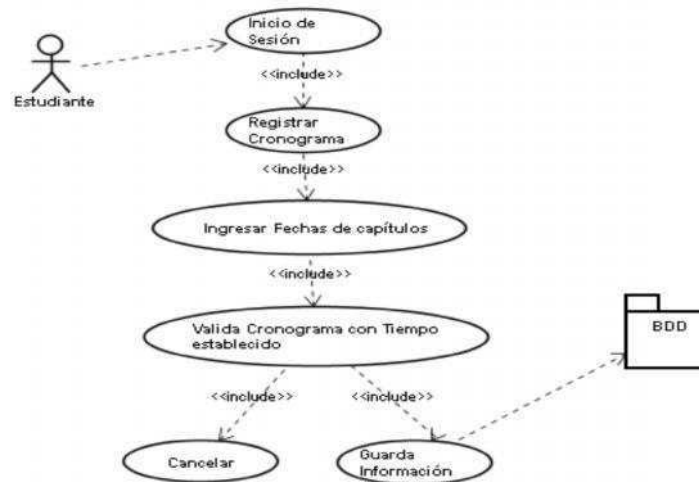 Inicio de
Sesión
Estudiante
<<include>>
Registrar
Cronograma
<<include>>
Ingresar Fechas de capítulos
<<include>>
Valida Cronograma con Tiempo
establecido
BDD
<<include>>
<<include>>
Cancelar
Guarda
Información